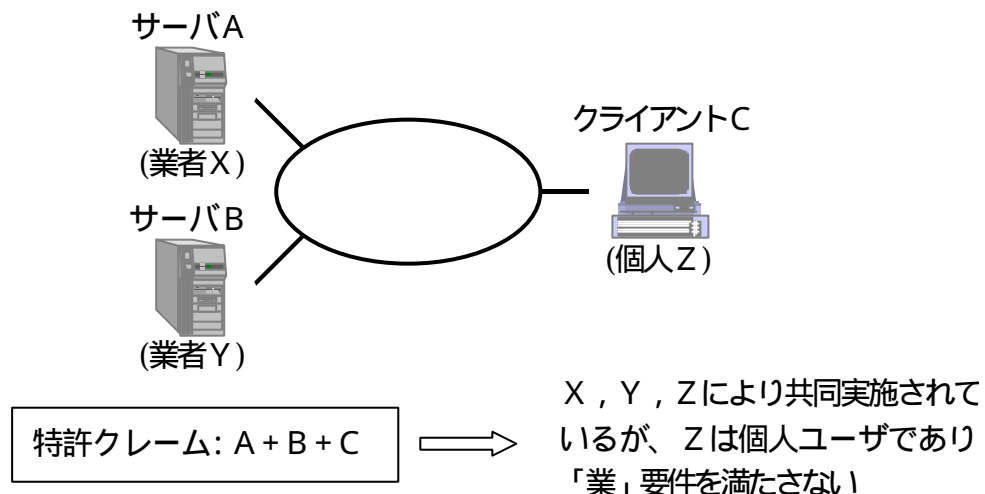 サーバA
(業者X)
クライアントC
サーバB
(個人Z)
(業者Y)
特許クレーム: A + B + C
X , Y , Zにより共同実施されて
いるが、Zは個人ユーザであり
「業」要件を満たさない